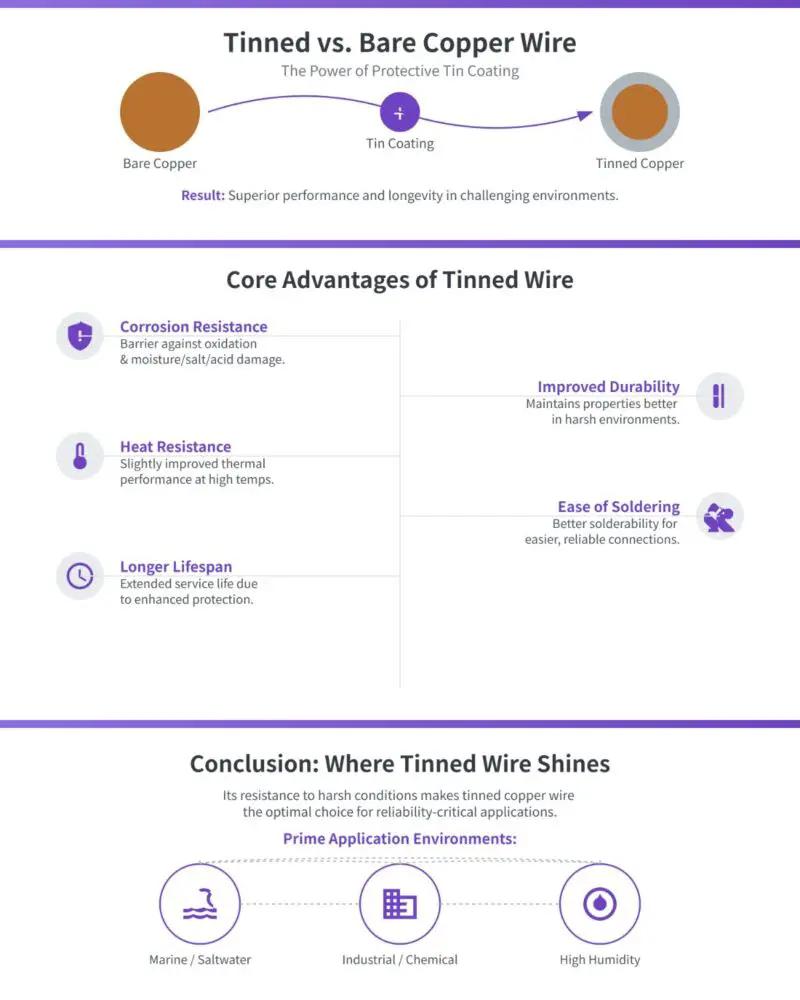 Tinned vs. Bare Copper Wire
The Power of Protective Tin Coating
Bare Copper
Tin Coating
Tinned Copper
Result: Superior performance and longevity in challenging environments.
Core Advantages of Tinned Wire
Corrosion Resistance
Barrier against oxidation
& moisture/salt/acid damage.
Improved Durability
Maintains properties better
in harsh environments.
Heat Resistance
Slightly improved thermal
performance at high temps.
Ease of Soldering
Better solderability for
easier, reliable connections.
Longer Lifespan
Extended service life due
to enhanced protection.
Conclusion: Where Tinned Wire Shines
Its resistance to harsh conditions makes tinned copper wire
the optimal choice for reliability-critical applications.
Prime Application Environments:
Marine / Saltwater
Industrial / Chemical
High Humidity